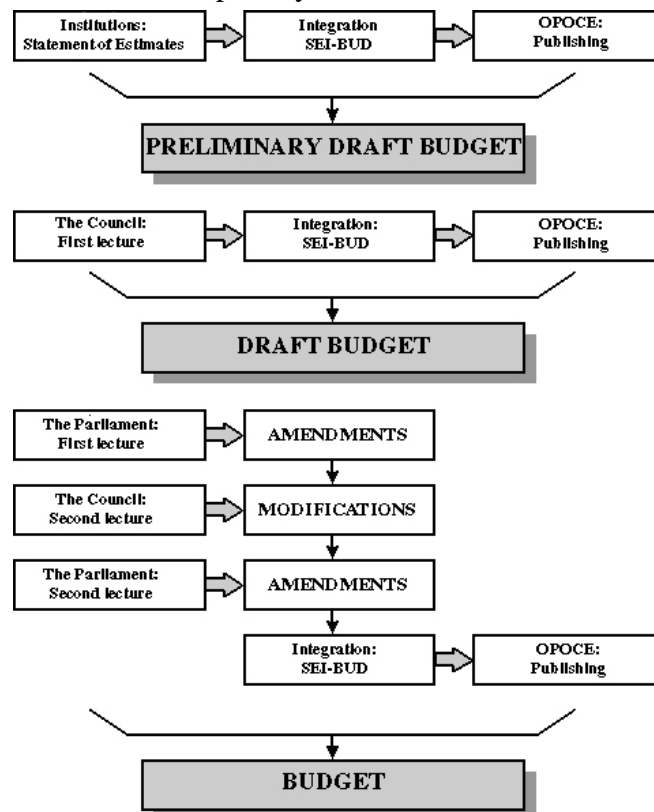 Institutions:
Statement of Estimates
Integration
SEI-BUD
OPOCE:
Publishing
PRELIMINARY DRAFT BUDGET
The Council:
First lecture
Integration:
SEI-BUD
OPOCE:
Publishing
DRAFT BUDGET
The Parliament:
First lecture
AMENDMENTS
The Council:
Second lecture
MODIFICATIONS
The Parliament:
Second lecture
AMENDMENTS
Integration:
SEI-BUD
OPOCE:
Publishing
BUDGET